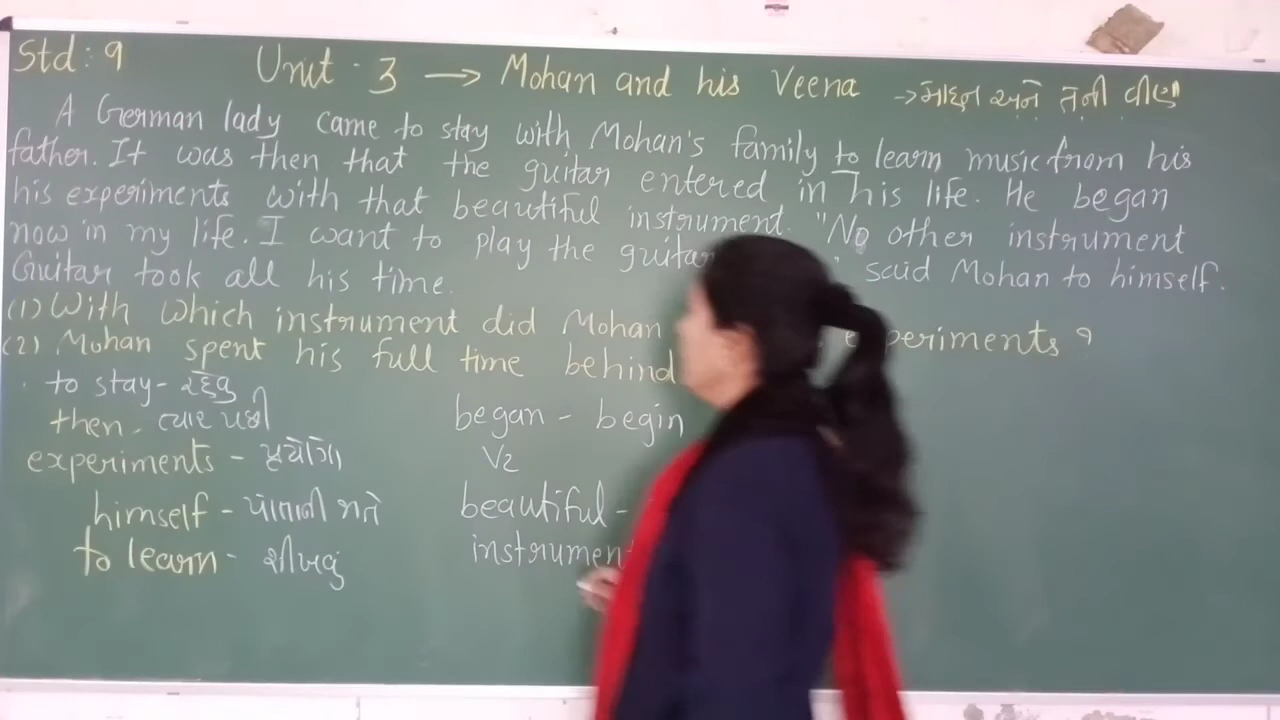 Std: 9 Unit - 3 → Mohan and his Veena → મોહન અને તેની વીણા
A German lady came to stay with Mohan's family to learn music from his
father. It was then that the guitar entered in his life. He began
his experiments with that beautiful instrument. "No other instrument
now in my life. I want to play the guitar " said Mohan to himself.
Guitar took all his time.
(1) With which instrument did Mohan experiments ?
(2) Mohan spent his full time behind
to stay - રહેવું
then - ત્યાર પછી began - begin
experiments - પ્રયોગો V2
himself - પોતાની જાતે beautiful -
to learn - શીખવું instrumen